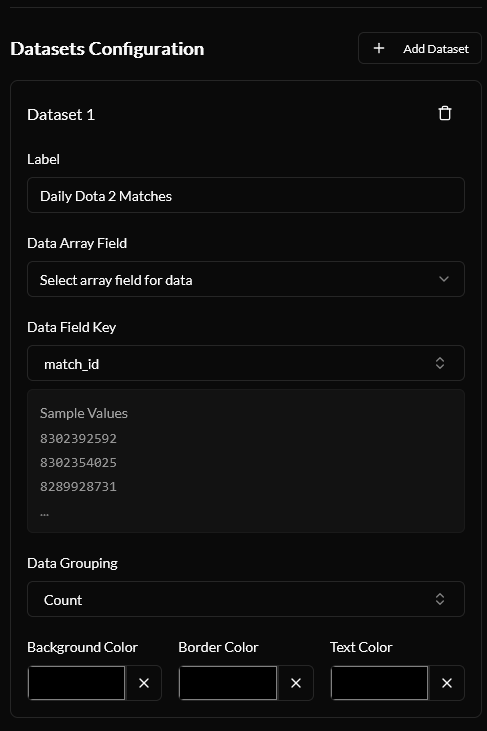 Datasets Configuration
+ Add Dataset
Dataset 1
Label
Daily Dota 2 Matches
Data Array Field
Select array field for data
Data Field Key
match_id
Sample Values
8302392592
8302354025
8289928731
...
Data Grouping
Count
Background Color Border Color Text Color